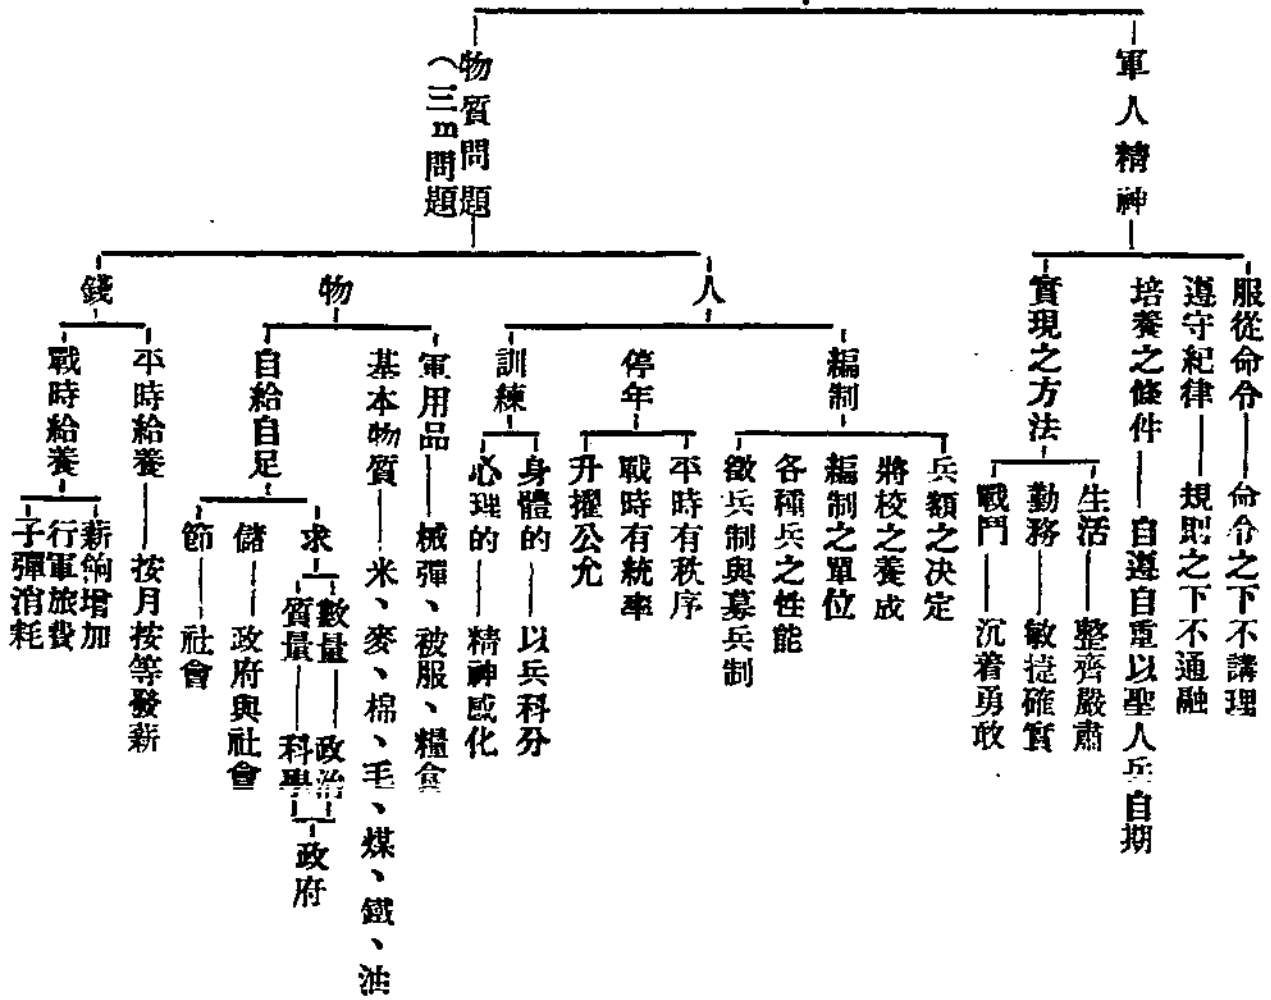 軍人精神
服從命令——命令之下不講理
遵守紀律——規則之下不通融
培養之條件——自遵自重以聖人兵自期
實現之方法
生活——整齊嚴肅
勤務——敏捷確實
戰鬥——沉着勇敢
物質問題
(三m問題
人
編制
兵額之決定
將校之養成
編制之單位
各種兵之性能
徵兵制與募兵制
停年
平時有秩序
戰時有統率
升擢公允
訓練
身體的——以兵科分
心理的——精神感化
物
軍用品——械彈、被服、糧食
基本物質——米、麥、棉、毛、煤、鐵、油
自給自足
求
數量——政治
質量——科學
政府
儲——政府與社會
節——社會
錢
平時給養——按月按等發薪
戰時給養
薪餉增加
行軍旅費
子彈消耗